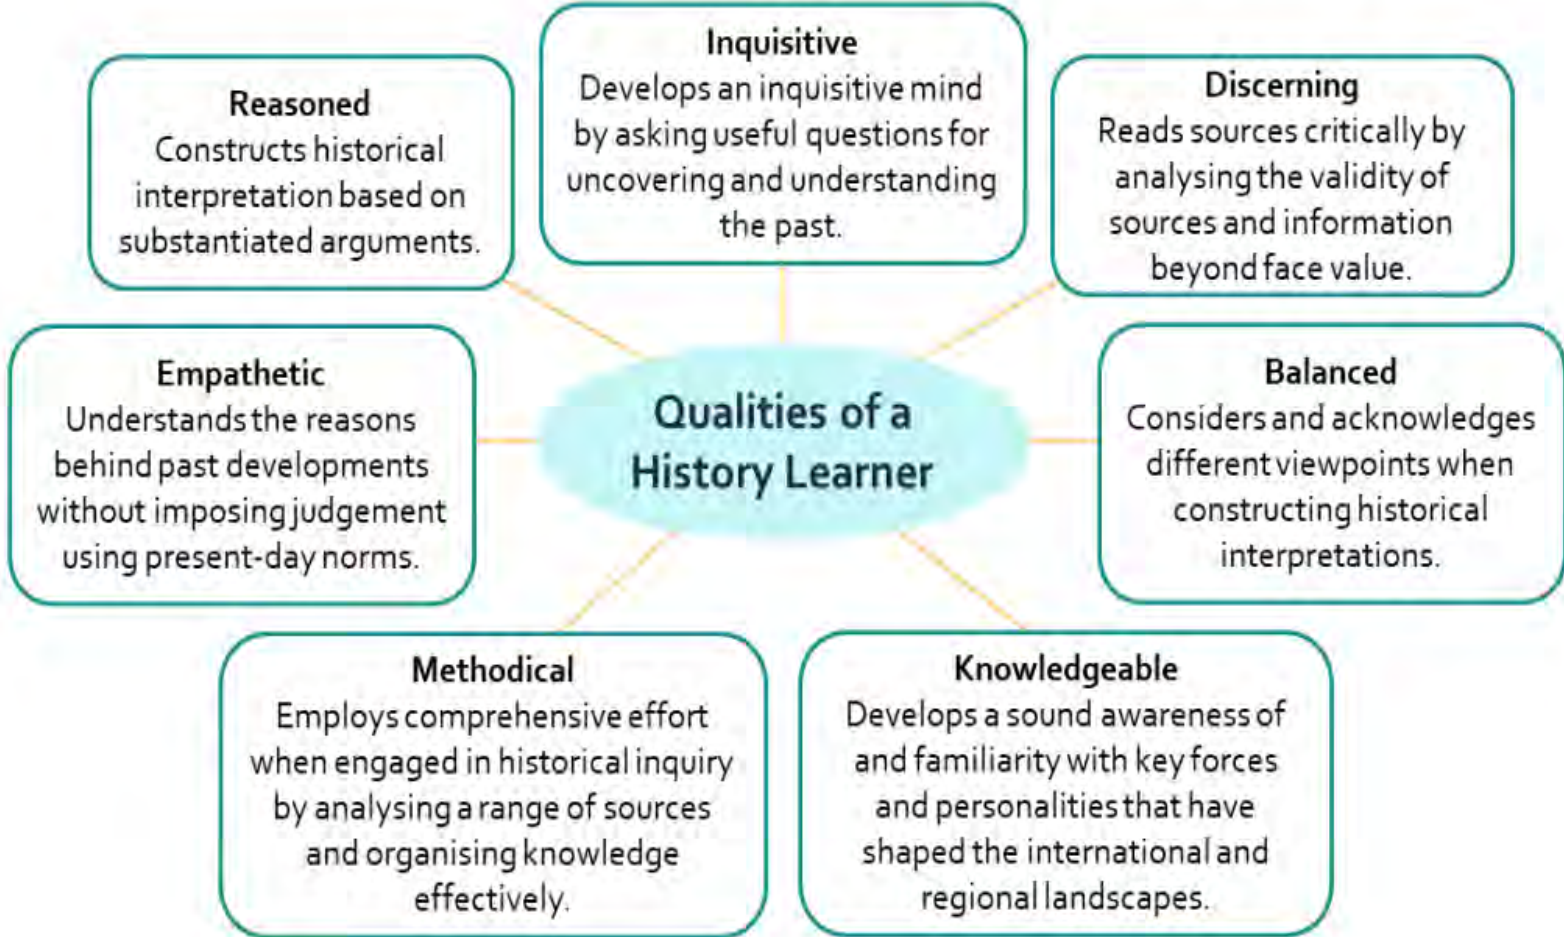 Inquisitive
Develops an inquisitive mind
by asking useful questions for
uncovering and understanding
the past.
Reasoned
Constructs historical
interpretation based on
substantiated arguments.
Discerning
Reads sources critically by
analysing the validity of
sources and information
beyond face value.
Empathetic
Understands the reasons
behind past developments
without imposing judgement
using present-day norms.
Qualities of a
History Learner
Balanced
Considers and acknowledges
different viewpoints when
constructing historical
interpretations.
Methodical
Employs comprehensive effort
when engaged in historical inquiry
by analysing a range of sources
and organising knowledge
effectively.
Knowledgeable
Develops a sound awareness of
and familiarity with key forces
and personalities that have
shaped the international and
regional landscapes.